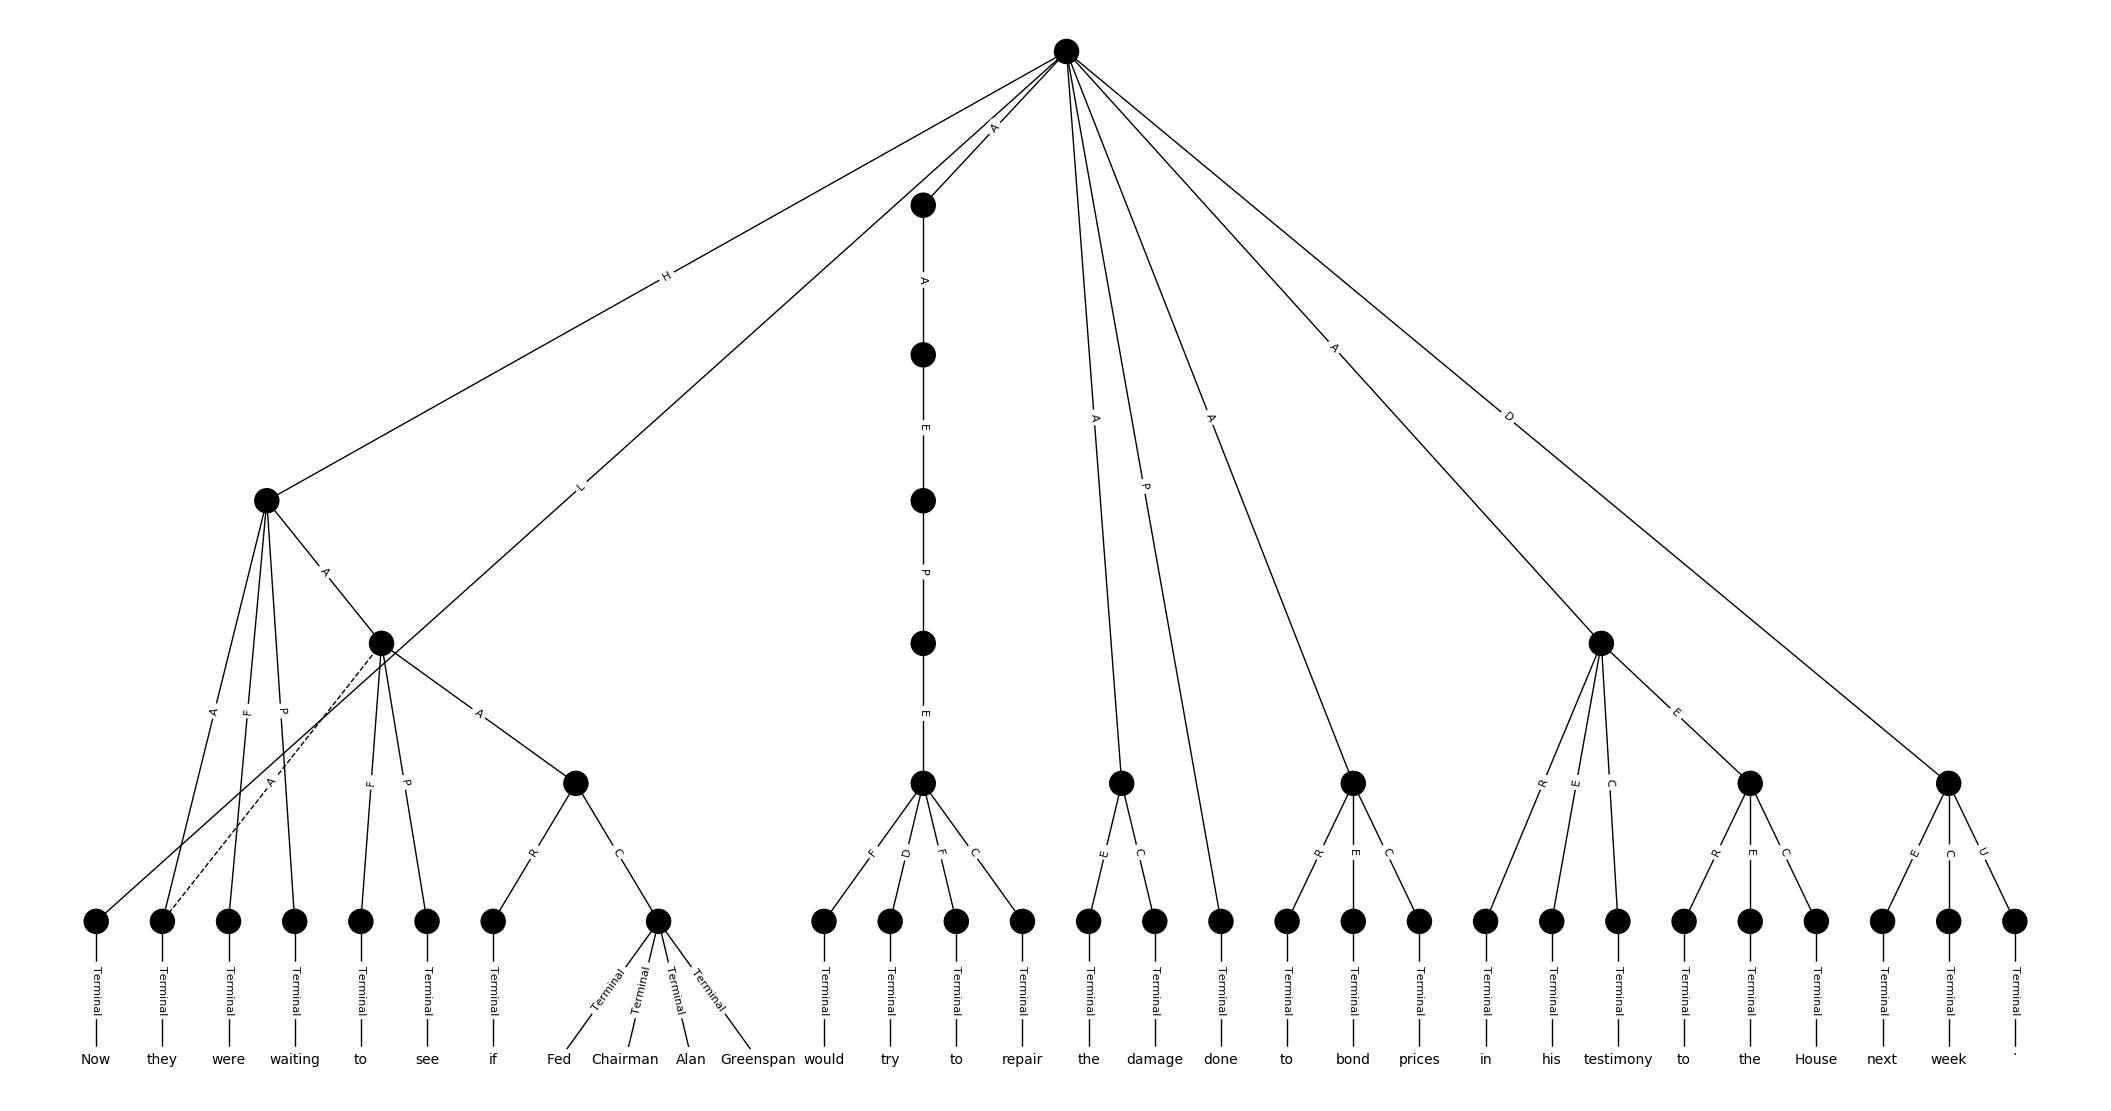 A
H
A
A
L
A
A
D
E
P
A
P
A
F
P
A
E
A
E
A
F
P
R
E
C
R
C
F
D
F
C
E
C
R
E
C
R
E
C
E
C
U
Terminal Terminal Terminal Terminal Terminal Terminal Terminal Terminal Terminal Terminal Terminal Terminal Terminal Terminal Terminal Terminal Terminal Terminal Terminal Terminal Terminal Terminal Terminal Terminal Terminal Terminal Terminal Terminal Terminal Terminal
Now they were waiting to see if Fed Chairman Alan Greenspan would try to repair the damage done to bond prices in his testimony to the House next week .